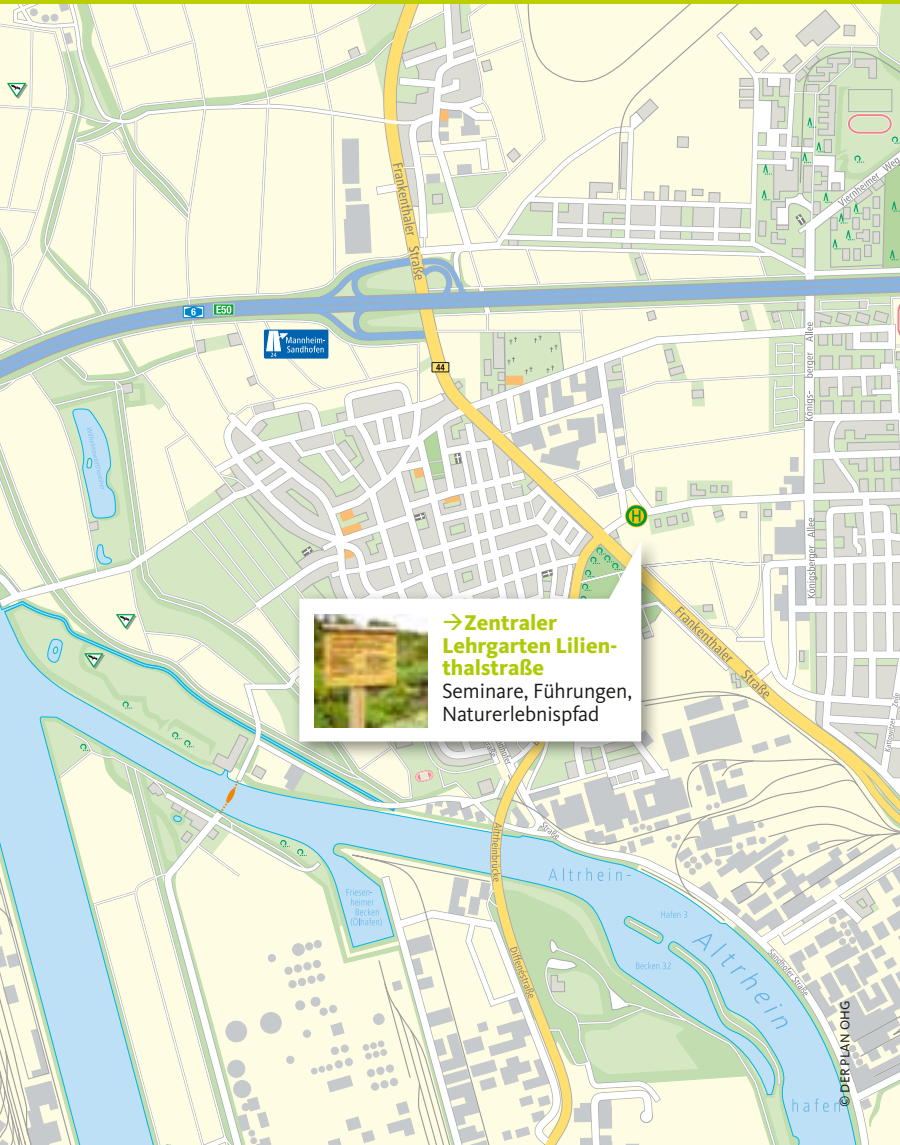 Viernheimer Weg
Frankenthaler Straße
6
E50
24
Mannheim-
Sandhofen
44
Königs-
berger Allee
H
Königsberger Allee
→Zentraler
Lehrgarten Lilien-
thalstraße
Seminare, Führungen,
Naturerlebnispfad
Frankenthaler Straße
Straße
Altrheinbrücke
Altrhein-
Friesen-
heimer
Becken
(Ölhafen)
Hafen 3
Altrhein
Becken 32
Diffenéstraße
Sandhofer Straße
hafen
© DER PLAN OHG